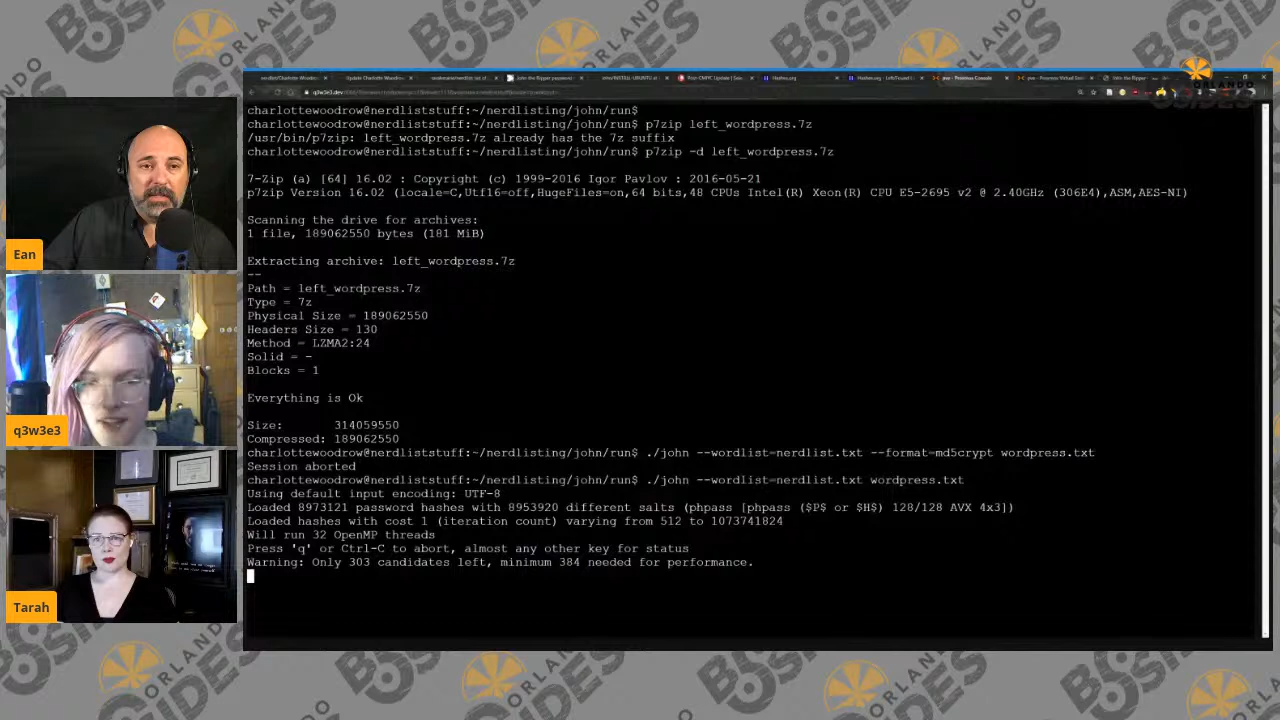 charlottewoodrow@nerdliststuff:~/nerdlisting/john/run$
charlottewoodrow@nerdliststuff:~/nerdlisting/john/run$ p7zip left_wordpress.7z
/usr/bin/p7zip: left_wordpress.7z already has the 7z suffix
charlottewoodrow@nerdliststuff:~/nerdlisting/john/run$ p7zip -d left_wordpress.7z
7-Zip (a) [64] 16.02 : Copyright (c) 1999-2016 Igor Pavlov : 2016-05-21
p7zip Version 16.02 (locale=C,Utf16=off,HugeFiles=on,64 bits,48 CPUs Intel(R) Xeon(R) CPU E5-2695 v2 @ 2.40GHz (306E4),ASM,AES-NI)
Scanning the drive for archives:
1 file, 189062550 bytes (181 MiB)
Extracting archive: left_wordpress.7z
--
Path = left_wordpress.7z
Type = 7z
Physical Size = 189062550
Headers Size = 130
Method = LZMA2:24
Solid = -
Blocks = 1
Everything is Ok
Size: 314059550
Compressed: 189062550
charlottewoodrow@nerdliststuff:~/nerdlisting/john/run$ ./john --wordlist=nerdlist.txt --format=md5crypt wordpress.txt
Session aborted
charlottewoodrow@nerdliststuff:~/nerdlisting/john/run$ ./john --wordlist=nerdlist.txt wordpress.txt
Using default input encoding: UTF-8
Loaded 8973121 password hashes with 8953920 different salts (phpass [phpass ($P$ or $H$) 128/128 AVX 4x3])
Loaded hashes with cost 1 (iteration count) varying from 512 to 1073741824
Will run 32 OpenMP threads
Press 'q' or Ctrl-C to abort, almost any other key for status
Warning: Only 303 candidates left, minimum 384 needed for performance.
Ean
q3w3e3
Tarah
BSIDES ORLANDO